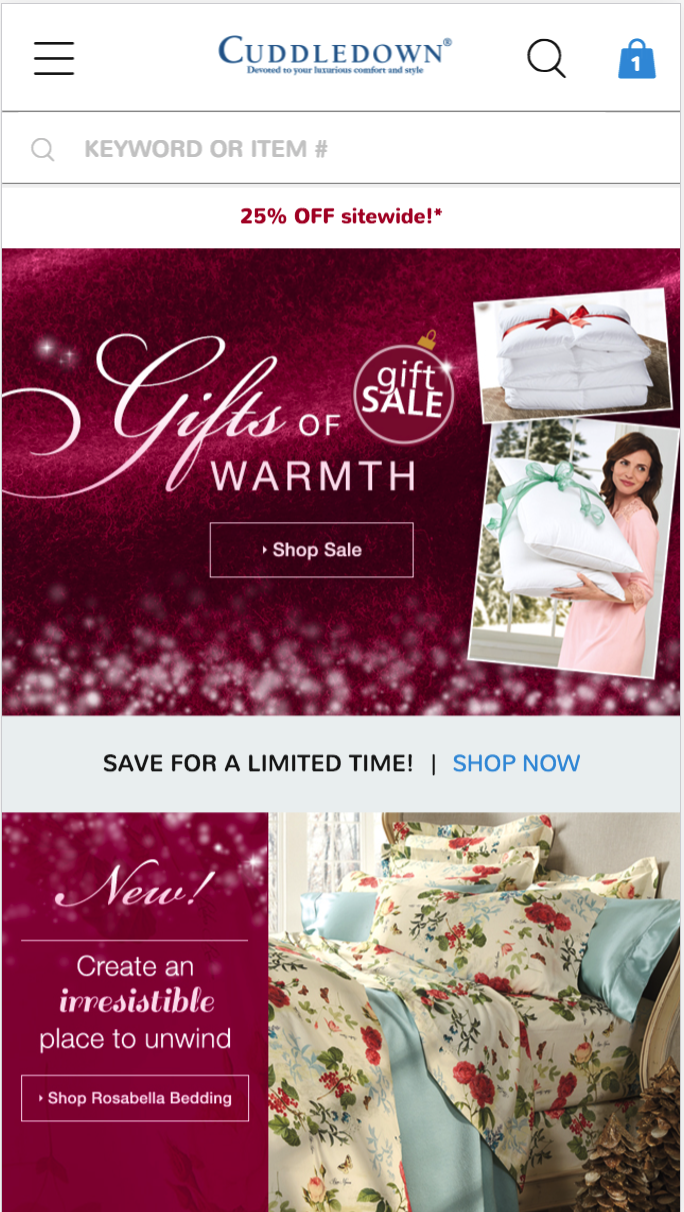 CUDDLEDOWN®
Devoted to your luxurious comfort and style
1
KEYWORD OR ITEM #
25% OFF sitewide!*
Gifts OF
WARMTH
gift
SALE
Shop Sale
SAVE FOR A LIMITED TIME! | SHOP NOW
New!
Create an
irresistible
place to unwind
Shop Rosabella Bedding